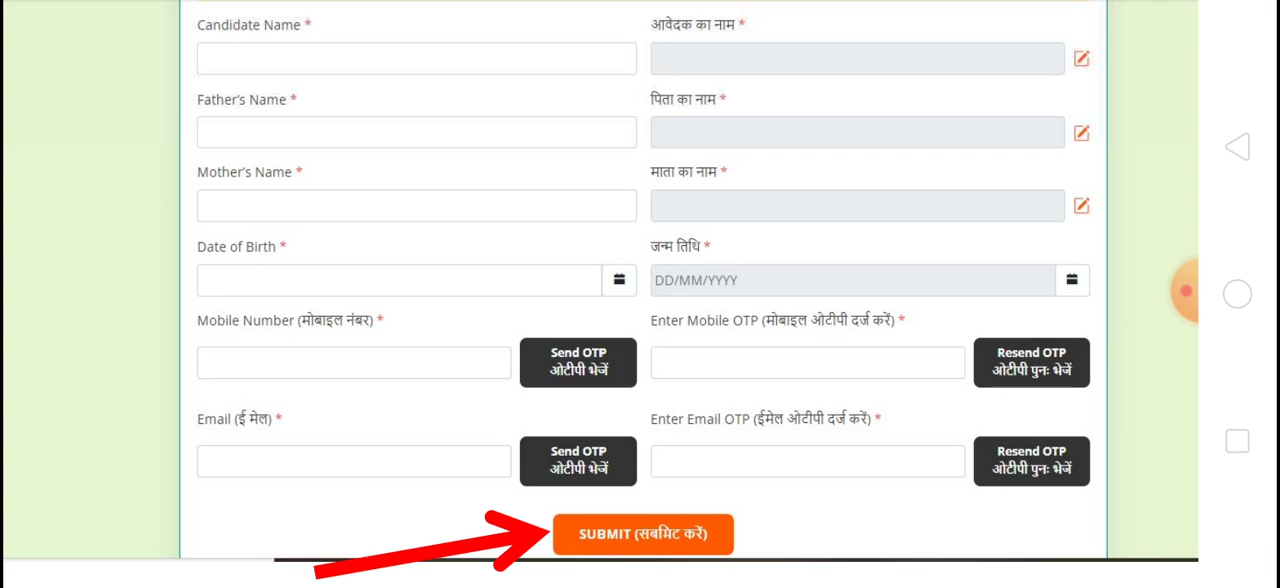 Candidate Name *
आवेदक का नाम *
Father's Name *
पिता का नाम *
Mother's Name *
माता का नाम *
Date of Birth *
जन्म तिथि *
DD/MM/YYYY
Mobile Number (मोबाइल नंबर) *
Enter Mobile OTP (मोबाइल ओटीपी दर्ज करें) *
Send OTP
ओटीपी भेजें
Resend OTP
ओटीपी पुनः भेजें
Email (ई मेल) *
Enter Email OTP (ईमेल ओटीपी दर्ज करें) *
Send OTP
ओटीपी भेजें
Resend OTP
ओटीपी पुनः भेजें
SUBMIT (सबमिट करें)